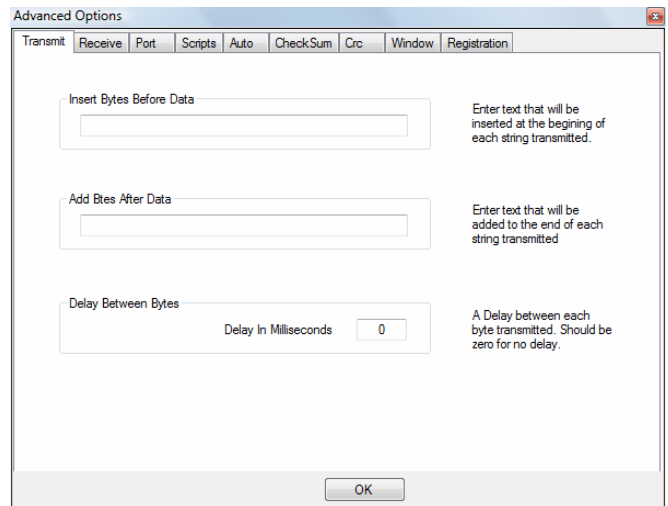 Advanced Options
Transmit Receive Port Scripts Auto CheckSum Crc Window Registration
Insert Bytes Before Data
Enter text that will be
inserted at the begining of
each string transmitted.
Add Btes After Data
Enter text that will be
added to the end of each
string transmitted
Delay Between Bytes
Delay In Milliseconds 0
A Delay between each
byte transmitted. Should be
zero for no delay.
OK